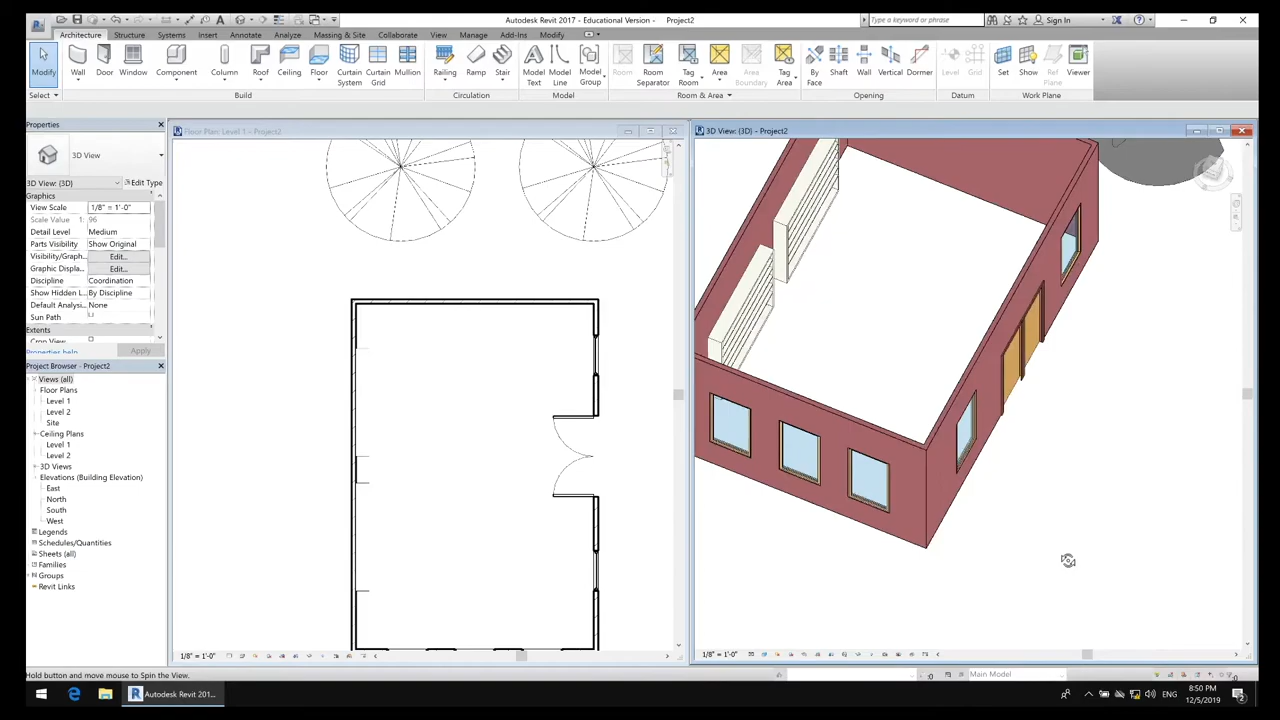 Autodesk Revit 2017 - Educational Version - Project2
Type a keyword or phrase
Sign In
Architecture Structure Systems Insert Annotate Analyze Massing & Site Collaborate View Manage Add-Ins Modify
Modify Wall Door Window Component Column Roof Ceiling Floor Curtain System Curtain Grid Mullion Railing Ramp Stair Model Text Model Line Model Group Room Room Separator Tag Room Area Area Boundary Tag Area By Face Shaft Wall Vertical Dormer Level Grid Set Show Ref Plane Viewer
Select Build Circulation Model Room & Area Opening Datum Work Plane
Properties
3D View
3D View: {3D} Edit Type
Graphics
View Scale 1/8" = 1'-0"
Scale Value 1: 96
Detail Level Medium
Parts Visibility Show Original
Visibility/Graph... Edit...
Graphic Displa... Edit...
Discipline Coordination
Show Hidden L... By Discipline
Default Analysi... None
Sun Path
Extents
Crop View
Properties help Apply
Project Browser - Project2
Views (all)
Floor Plans
Level 1
Level 2
Site
Ceiling Plans
Level 1
Level 2
3D Views
Elevations (Building Elevation)
East
North
South
West
Legends
Schedules/Quantities
Sheets (all)
Families
Groups
Revit Links
Floor Plan: Level 1 - Project2
1/8" = 1'-0"
3D View: {3D} - Project2
1/8" = 1'-0"
Hold button and move mouse to Spin the View.
:0
Main Model
:0
Autodesk Revit 201...
8:50 PM
12/5/2019